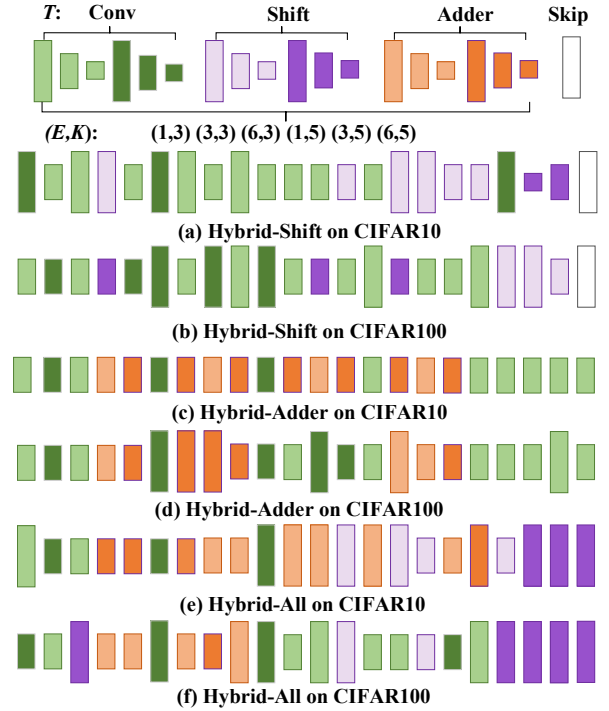 T: Conv Shift Adder Skip
(E,K): (1,3) (3,3) (6,3) (1,5) (3,5) (6,5)
(a) Hybrid-Shift on CIFAR10
(b) Hybrid-Shift on CIFAR100
(c) Hybrid-Adder on CIFAR10
(d) Hybrid-Adder on CIFAR100
(e) Hybrid-All on CIFAR10
(f) Hybrid-All on CIFAR100